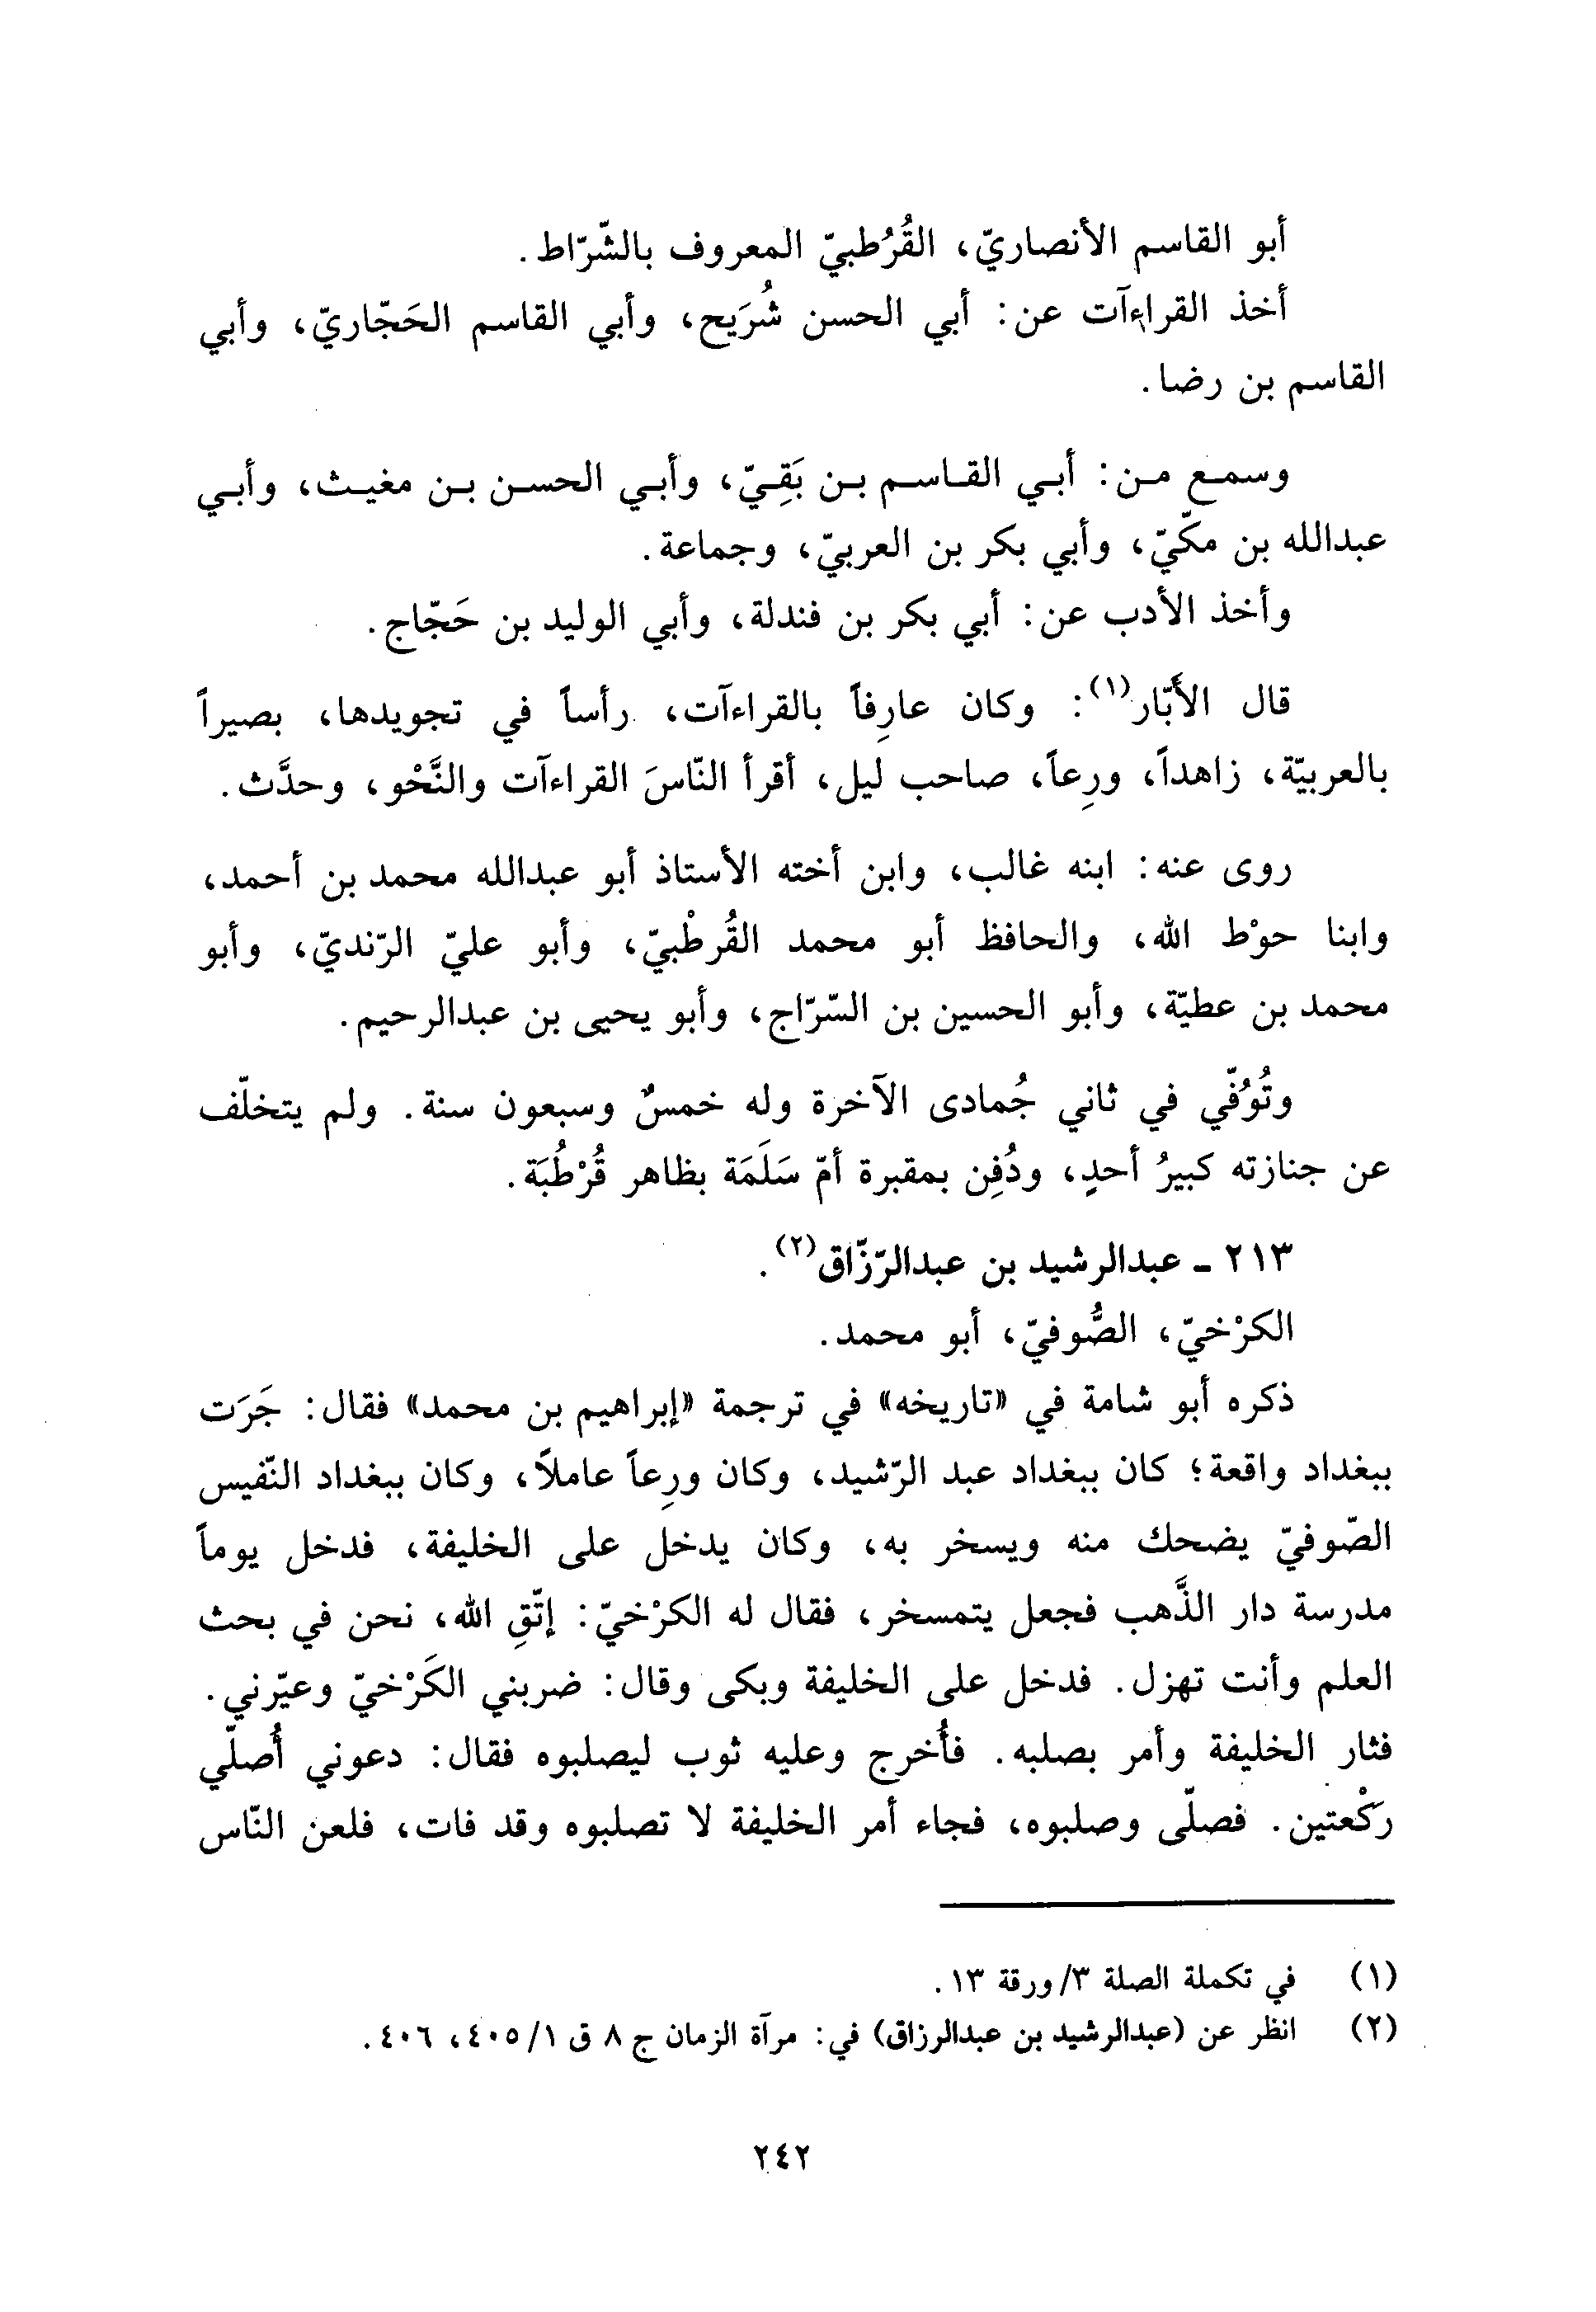 أبو القاسم الأنصاريّ، القُرُطبيّ المعروف بالشّرّاط.
أخذ القراءآت عن: أبي الحسن شُرَيح، وأبي القاسم الحَجّاريّ، وأبي
القاسم بن رضا.
وسمع من: أبي القاسم بن بَقِيّ، وأبي الحسن بن مغيث، وأبي
عبدالله بن مكّيّ، وأبي بكر بن العربيّ، وجماعة.
وأخذ الأدب عن: أبي بكر بن فندلة، وأبي الوليد بن حَجّاج.
قال الأَبّار(١): وكان عارِفاً بالقراءآت، رأساً في تجويدها، بصيراً
بالعربيّة، زاهداً، ورِعاً، صاحب ليل، أقرأ النّاسَ القراءآت والنَّحْو، وحدَّث.
روى عنه: ابنه غالب، وابن أخته الأستاذ أبو عبدالله محمد بن أحمد،
وابنا حوْط الله، والحافظ أبو محمد القُرطْبيّ، وأبو عليّ الرّنديّ، وأبو
محمد بن عطيّة، وأبو الحسين بن السّرّاج، وأبو يحيى بن عبدالرحيم.
وتُوُفّي في ثاني جُمادى الآخرة وله خمسٌ وسبعون سنة. ولم يتخلّف
عن جنازته كبيرُ أحدٍ، ودُفِن بمقبرة أمّ سَلَمَة بظاهر قُرْطُبَة.
٢١٣ - عبدالرشيد بن عبدالرّزّاق(٢).
الكرْخيّ، الصُّوفيّ، أبو محمد.
ذكره أبو شامة في «تاريخه» في ترجمة «إبراهيم بن محمد» فقال: جَرَت
ببغداد واقعة؛ كان ببغداد عبد الرّشيد، وكان ورِعاً عاملاً، وكان ببغداد النّفيس
الصّوفيّ يضحك منه ويسخر به، وكان يدخل على الخليفة، فدخل يوماً
مدرسة دار الذَّهب فجعل يتمسخر، فقال له الكرْخيّ: إتّقِ الله، نحن في بحث
العلم وأنت تهزل. فدخل على الخليفة وبكى وقال: ضربني الكَرْخيّ وعيّرني.
فثار الخليفة وأمر بصلبه. فأُخرج وعليه ثوب ليصلبوه فقال: دعوني أُصلّي
ركْعتين. فصلّى وصلبوه، فجاء أمر الخليفة لا تصلبوه وقد فات، فلعن النّاس
(١) في تكملة الصلة ٣/ ورقة ١٣.
(٢) انظر عن (عبدالرشيد بن عبدالرزاق) في: مرآة الزمان ج ٨ ق ١/ ٤٠٥، ٤٠٦.
٢٤٢